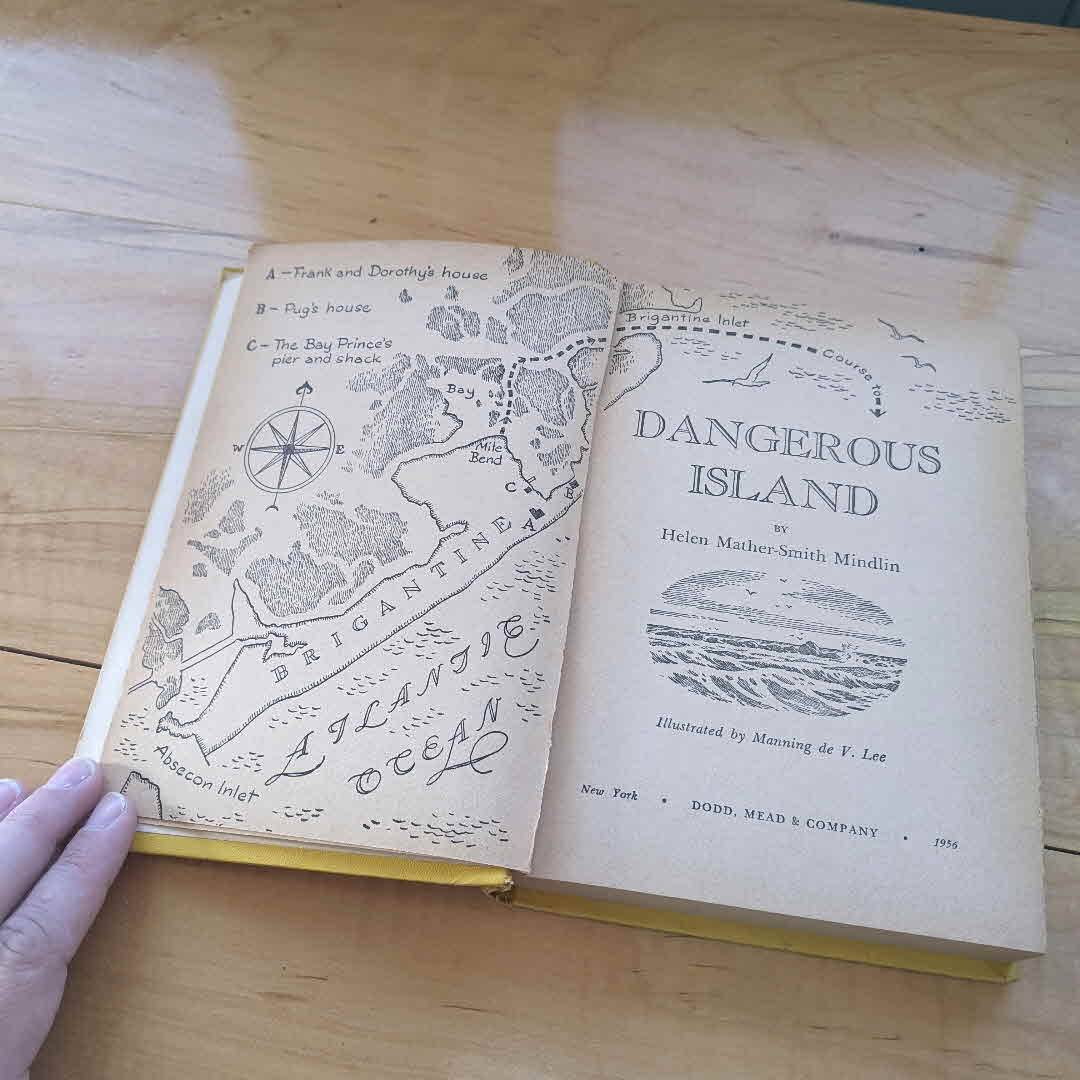 A – Frank and Dorothy's house
B – Pug's house
C – The Bay Prince's
pier and shack
W E
Bay
Mile
Bend
C
B
A
BRIGANTINE
ATLANTIC
OCEAN
Absecon Inlet
Brigantine Inlet
Course to
DANGEROUS
ISLAND
BY
Helen Mather-Smith Mindlin
Illustrated by Manning de V. Lee
New York • DODD, MEAD & COMPANY • 1956